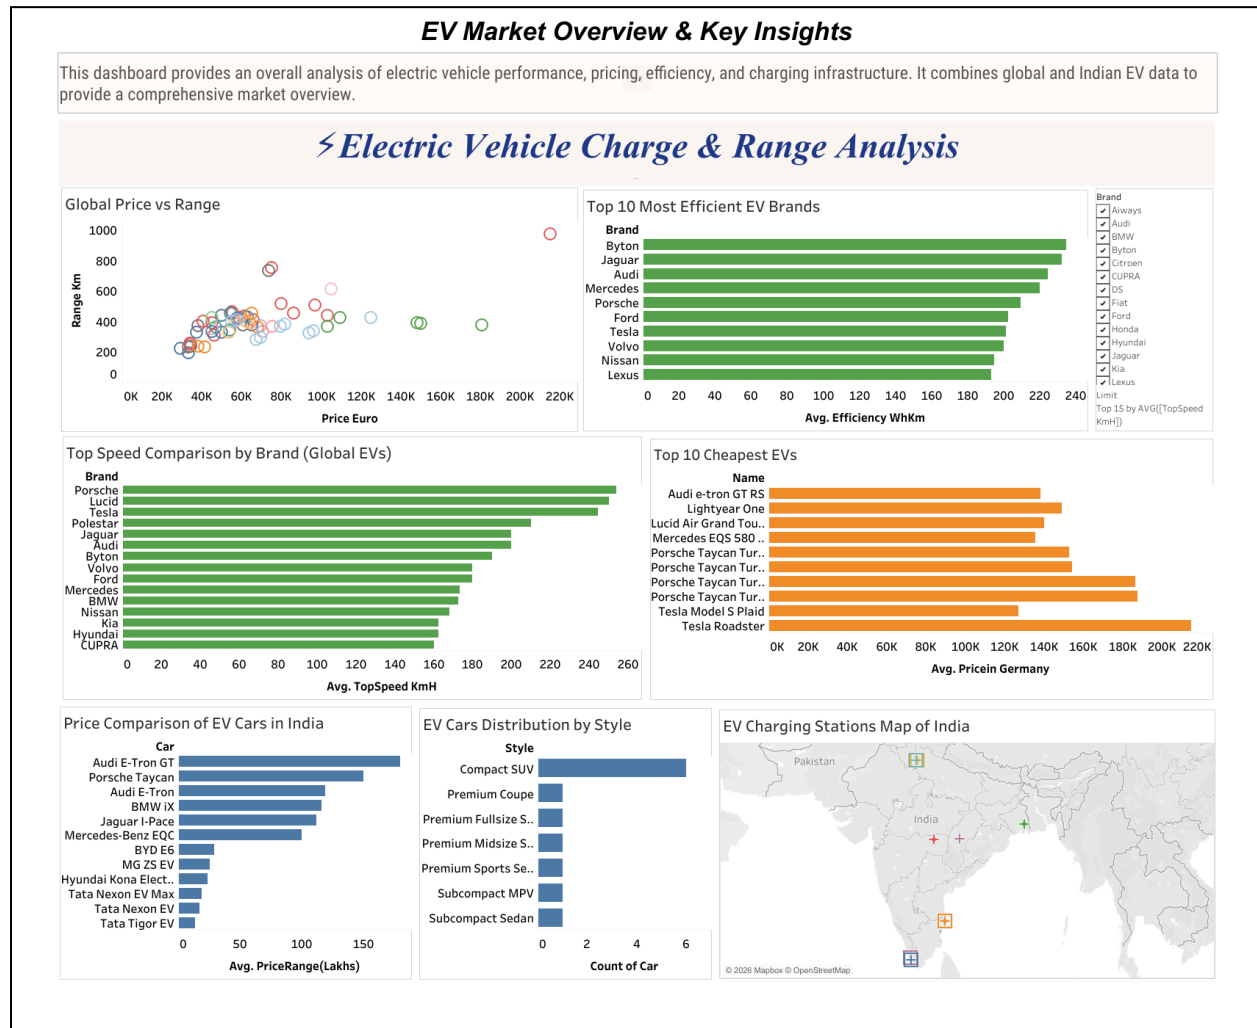 EV Market Overview & Key Insights
This dashboard provides an overall analysis of electric vehicle performance, pricing, efficiency, and charging infrastructure. It combines global and Indian EV data to
provide a comprehensive market overview.
⚡Electric Vehicle Charge & Range Analysis
Global Price vs Range
1000
800
600
400
200
0
Range Km
0K 20K 40K 60K 80K 100K 120K 140K 160K 180K 200K 220K
Price Euro
Top 10 Most Efficient EV Brands
Brand
Byton
Jaguar
Audi
Mercedes
Porsche
Ford
Tesla
Volvo
Nissan
Lexus
0 20 40 60 80 100 120 140 160 180 200 220 240
Avg. Efficiency WhKm
Brand
Aiways
Audi
BMW
Byton
Citroen
CUPRA
DS
Fiat
Ford
Honda
Hyundai
Jaguar
Kia
Lexus
Limit
Top 15 by AVG([TopSpeed
KmH])
Top Speed Comparison by Brand (Global EVs)
Brand
Porsche
Lucid
Tesla
Polestar
Jaguar
Audi
Byton
Volvo
Ford
Mercedes
BMW
Nissan
Kia
Hyundai
CUPRA
0 20 40 60 80 100 120 140 160 180 200 220 240 260
Avg. TopSpeed KmH
Top 10 Cheapest EVs
Name
Audi e-tron GT RS
Lightyear One
Lucid Air Grand Tou..
Mercedes EQS 580 ..
Porsche Taycan Tur..
Porsche Taycan Tur..
Porsche Taycan Tur..
Porsche Taycan Tur..
Tesla Model S Plaid
Tesla Roadster
0K 20K 40K 60K 80K 100K 120K 140K 160K 180K 200K 220K
Avg. Pricein Germany
Price Comparison of EV Cars in India
Car
Audi E-Tron GT
Porsche Taycan
Audi E-Tron
BMW iX
Jaguar I-Pace
Mercedes-Benz EQC
BYD E6
MG ZS EV
Hyundai Kona Elect..
Tata Nexon EV Max
Tata Nexon EV
Tata Tigor EV
0 50 100 150
Avg. PriceRange(Lakhs)
EV Cars Distribution by Style
Style
Compact SUV
Premium Coupe
Premium Fullsize S..
Premium Midsize S..
Premium Sports Se..
Subcompact MPV
Subcompact Sedan
0 2 4 6
Count of Car
EV Charging Stations Map of India
Pakistan
India
© 2026 Mapbox © OpenStreetMap